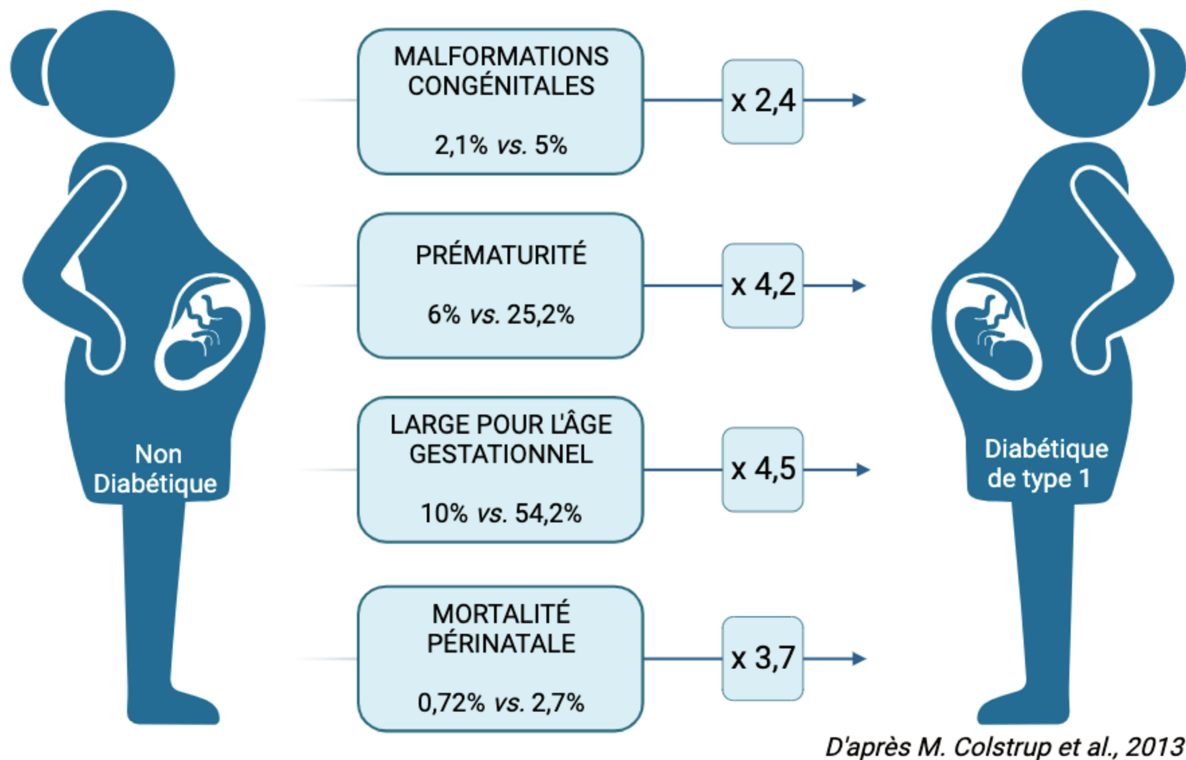 MALFORMATIONS
CONGÉNITALES
2,1% vs. 5%
x 2,4
PRÉMATURITÉ
6% vs. 25,2%
x 4,2
LARGE POUR L'ÂGE
GESTATIONNEL
10% vs. 54,2%
x 4,5
MORTALITÉ
PÉRINATALE
0,72% vs. 2,7%
x 3,7
Non
Diabétique
Diabétique
de type 1
D'après M. Colstrup et al., 2013